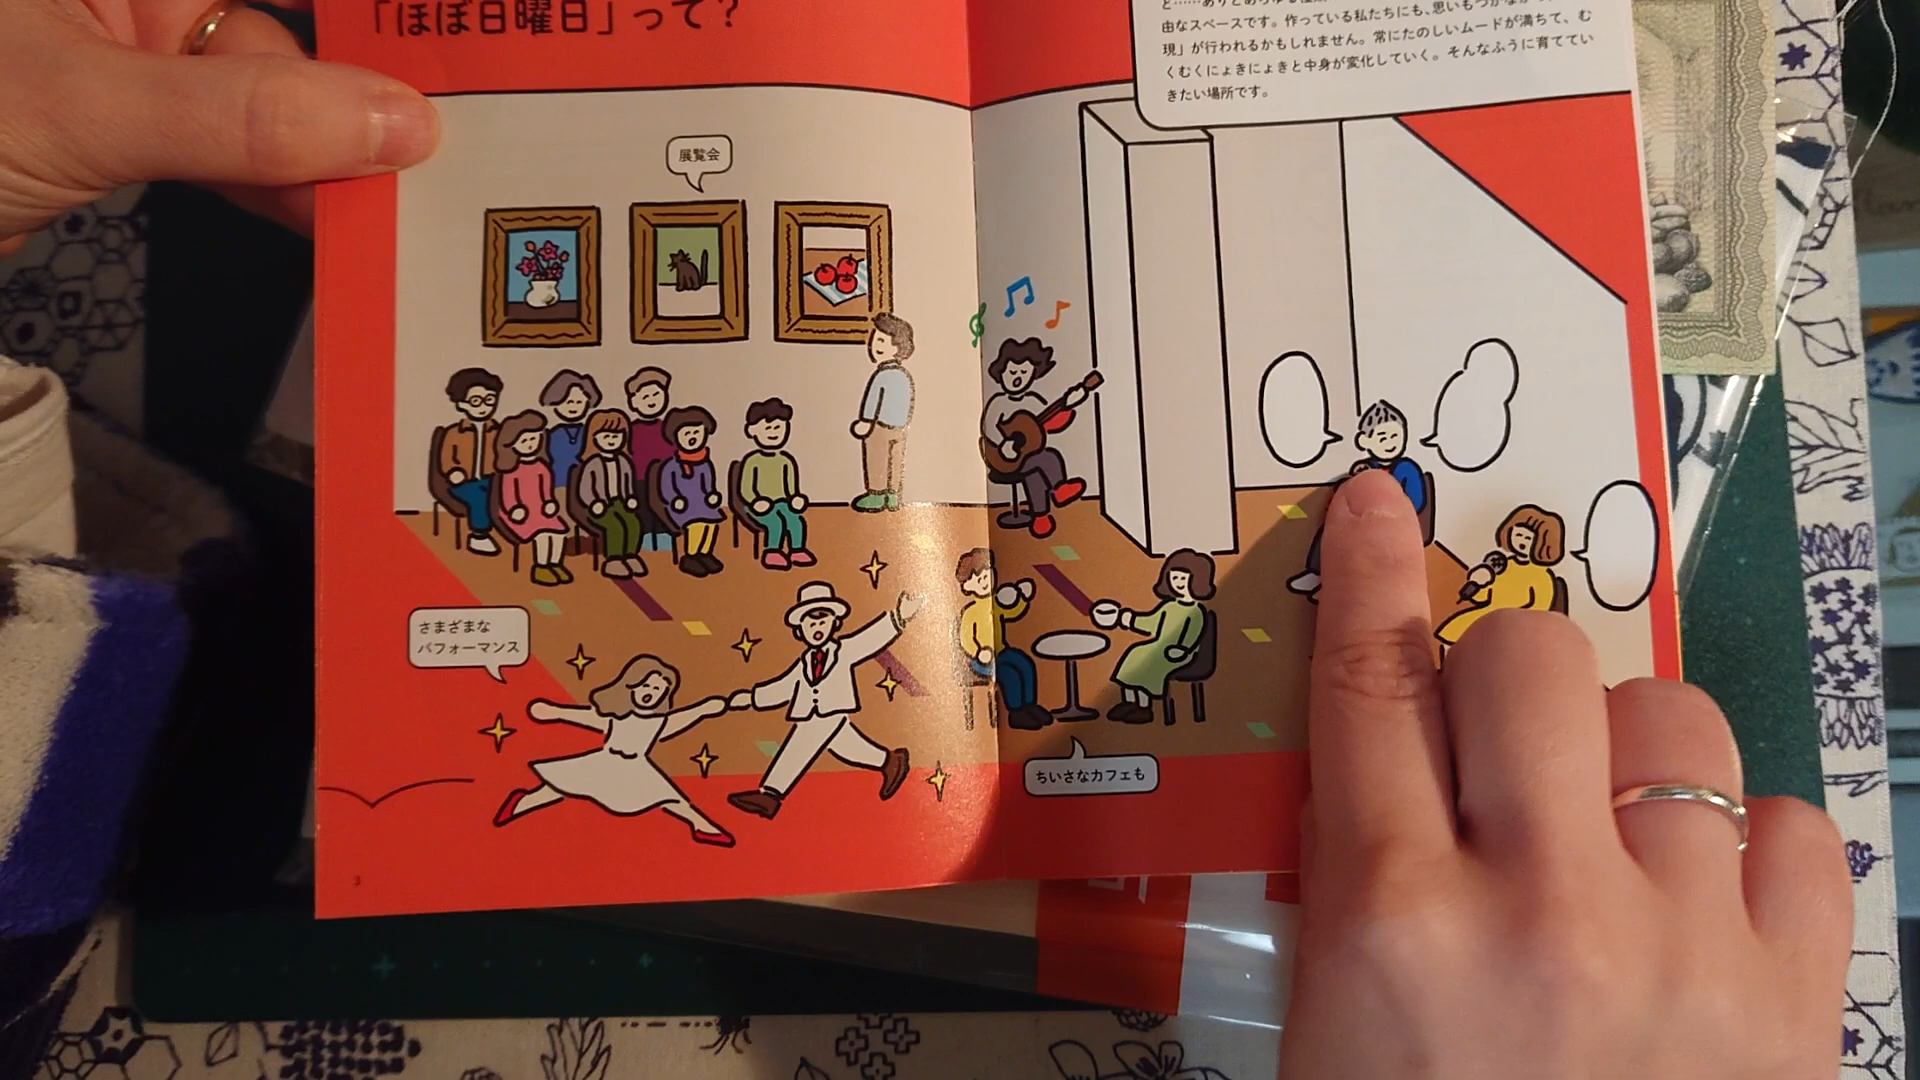 「ほぼ日曜日」って?
由なスペースです。作っている私たちにも、思いもつかな
現」が行われるかもしれません。常にたのしいムードが満ちて、む
くむくにょきにょきと中身が変化していく。そんなふうに育ててい
きたい場所です。
展覧会
さまざまな
パフォーマンス
ちいさなカフェも
3